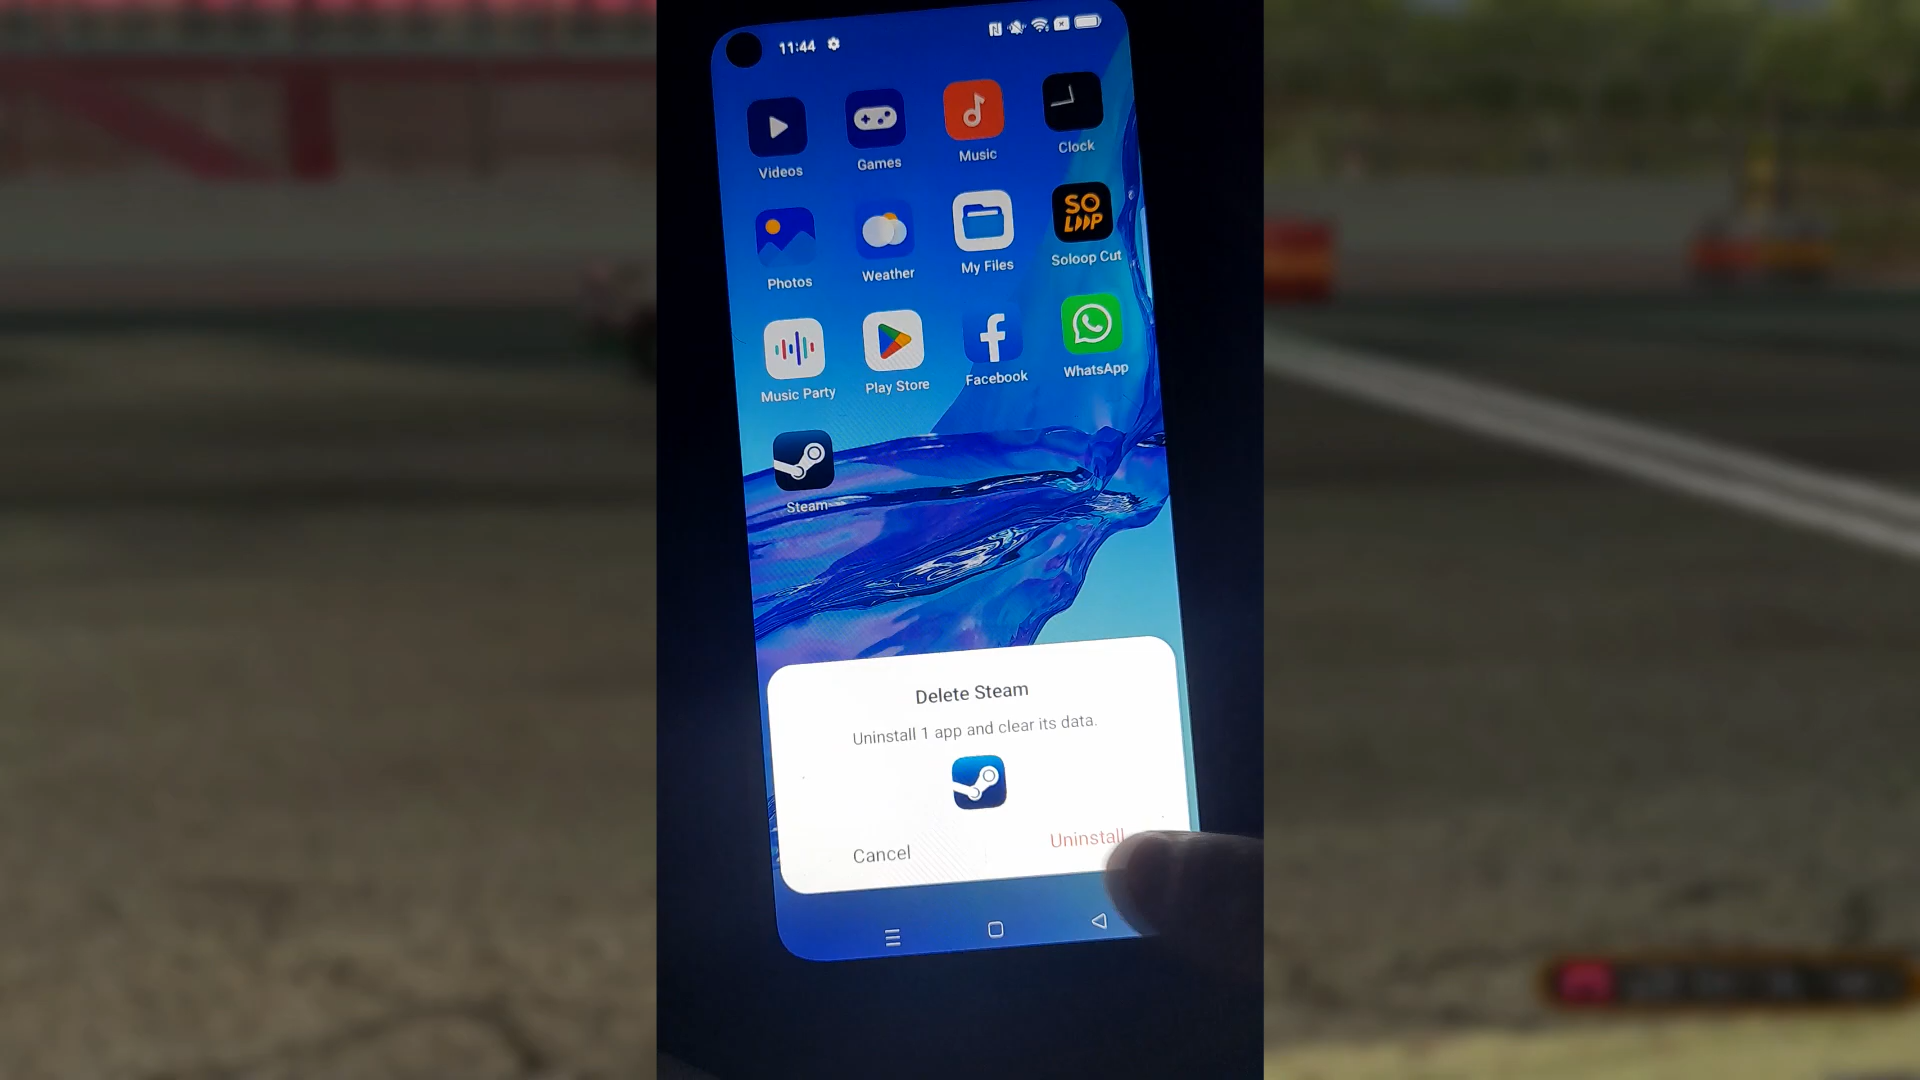 11:44
Videos
Games
Music
Clock
Photos
Weather
My Files
SO
LOOP
Soloop Cut
Music Party
Play Store
Facebook
WhatsApp
Steam
Delete Steam
Uninstall 1 app and clear its data.
Cancel
Uninstall